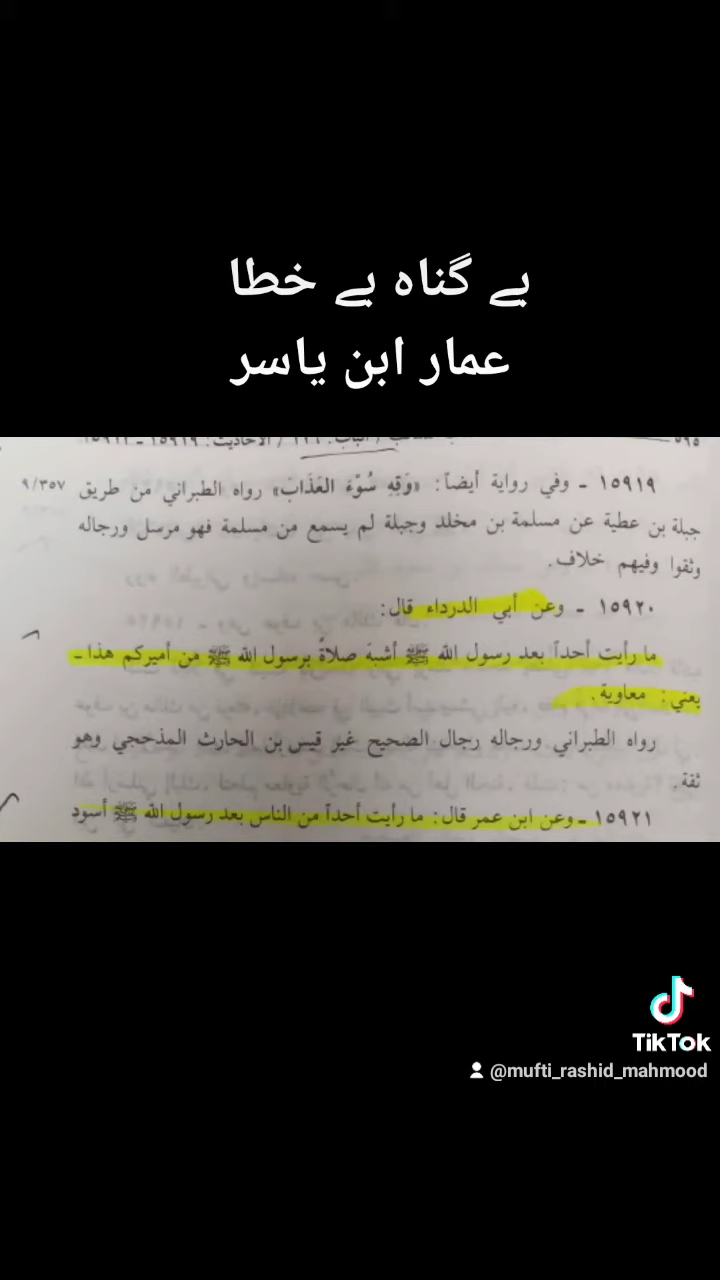 بے گناہ بے خطا
عمار ابن یاسر
٥٩٥
١٥٩١٩ - وفي رواية أيضاً: «وَقِهِ سُوْءَ العَذَابَ» رواه الطبراني من طريق
٩/٣٥٧
جبلة بن عطية عن مسلمة بن مخلد وجبلة لم يسمع من مسلمة فهو مرسل ورجاله
وثقوا وفيهم خلاف.
١٥٩٢٠ - وعن أبي الدرداء قال:
ما رأيت أحداً بعد رسول الله ﷺ أشبهَ صلاةً برسول الله ﷺ من أميركم هذا -
يعني: معاوية.
رواه الطبراني ورجاله رجال الصحيح غير قيس بن الحارث المذحجي وهو
ثقة.
١٥٩٢١ - وعن ابن عمر قال: ما رأيت أحداً من الناس بعد رسول الله ﷺ أسود
TikTok
@mufti_rashid_mahmood